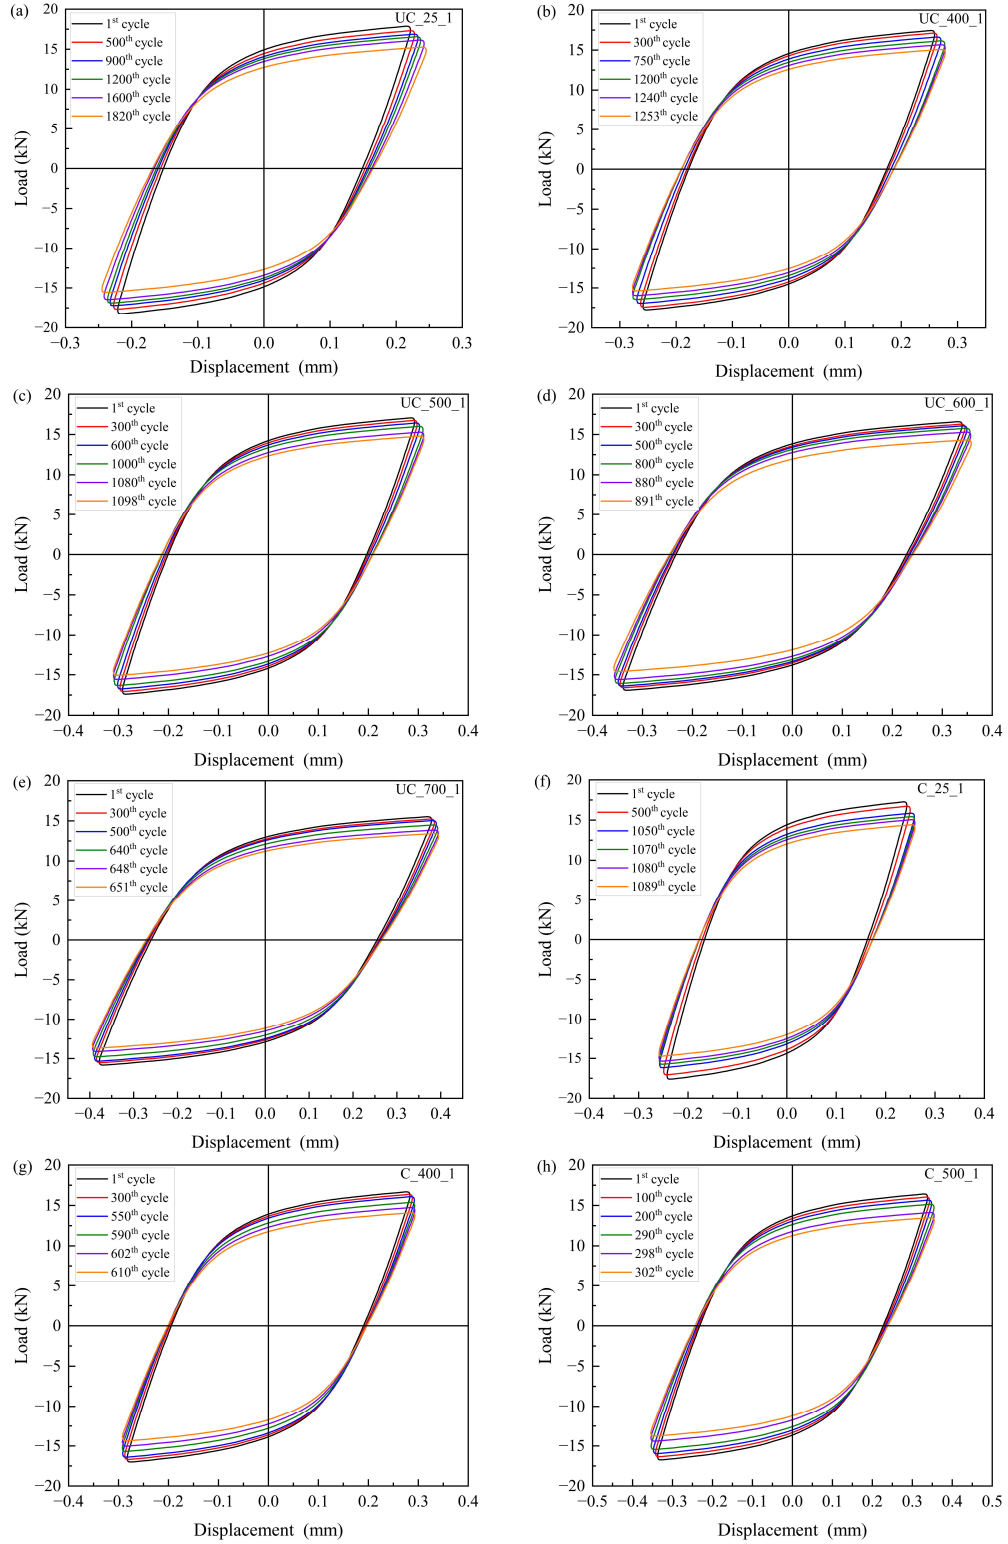 (a)
UC_25_1
1st cycle
500th cycle
900th cycle
1200th cycle
1600th cycle
1820th cycle
20
15
10
5
0
−5
−10
−15
−20
Load (kN)
−0.3 −0.2 −0.1 0.0 0.1 0.2 0.3
Displacement (mm)
(b)
UC_400_1
1st cycle
300th cycle
750th cycle
1200th cycle
1240th cycle
1253th cycle
20
15
10
5
0
−5
−10
−15
−20
Load (kN)
−0.3 −0.2 −0.1 0.0 0.1 0.2 0.3
Displacement (mm)
(c)
UC_500_1
1st cycle
300th cycle
600th cycle
1000th cycle
1080th cycle
1098th cycle
20
15
10
5
0
−5
−10
−15
−20
Load (kN)
−0.4 −0.3 −0.2 −0.1 0.0 0.1 0.2 0.3 0.4
Displacement (mm)
(d)
UC_600_1
1st cycle
300th cycle
500th cycle
800th cycle
880th cycle
891th cycle
20
15
10
5
0
−5
−10
−15
−20
Load (kN)
−0.4 −0.3 −0.2 −0.1 0.0 0.1 0.2 0.3 0.4
Displacement (mm)
(e)
UC_700_1
1st cycle
300th cycle
500th cycle
640th cycle
648th cycle
651th cycle
20
15
10
5
0
−5
−10
−15
−20
Load (kN)
−0.4 −0.3 −0.2 −0.1 0.0 0.1 0.2 0.3 0.4
Displacement (mm)
(f)
C_25_1
1st cycle
500th cycle
1050th cycle
1070th cycle
1080th cycle
1089th cycle
20
15
10
5
0
−5
−10
−15
−20
Load (kN)
−0.4 −0.3 −0.2 −0.1 0.0 0.1 0.2 0.3 0.4
Displacement (mm)
(g)
C_400_1
1st cycle
300th cycle
550th cycle
590th cycle
602th cycle
610th cycle
20
15
10
5
0
−5
−10
−15
−20
Load (kN)
−0.4 −0.3 −0.2 −0.1 0.0 0.1 0.2 0.3 0.4
Displacement (mm)
(h)
C_500_1
1st cycle
100th cycle
200th cycle
290th cycle
298th cycle
302th cycle
20
15
10
5
0
−5
−10
−15
−20
Load (kN)
−0.5 −0.4 −0.3 −0.2 −0.1 0.0 0.1 0.2 0.3 0.4 0.5
Displacement (mm)